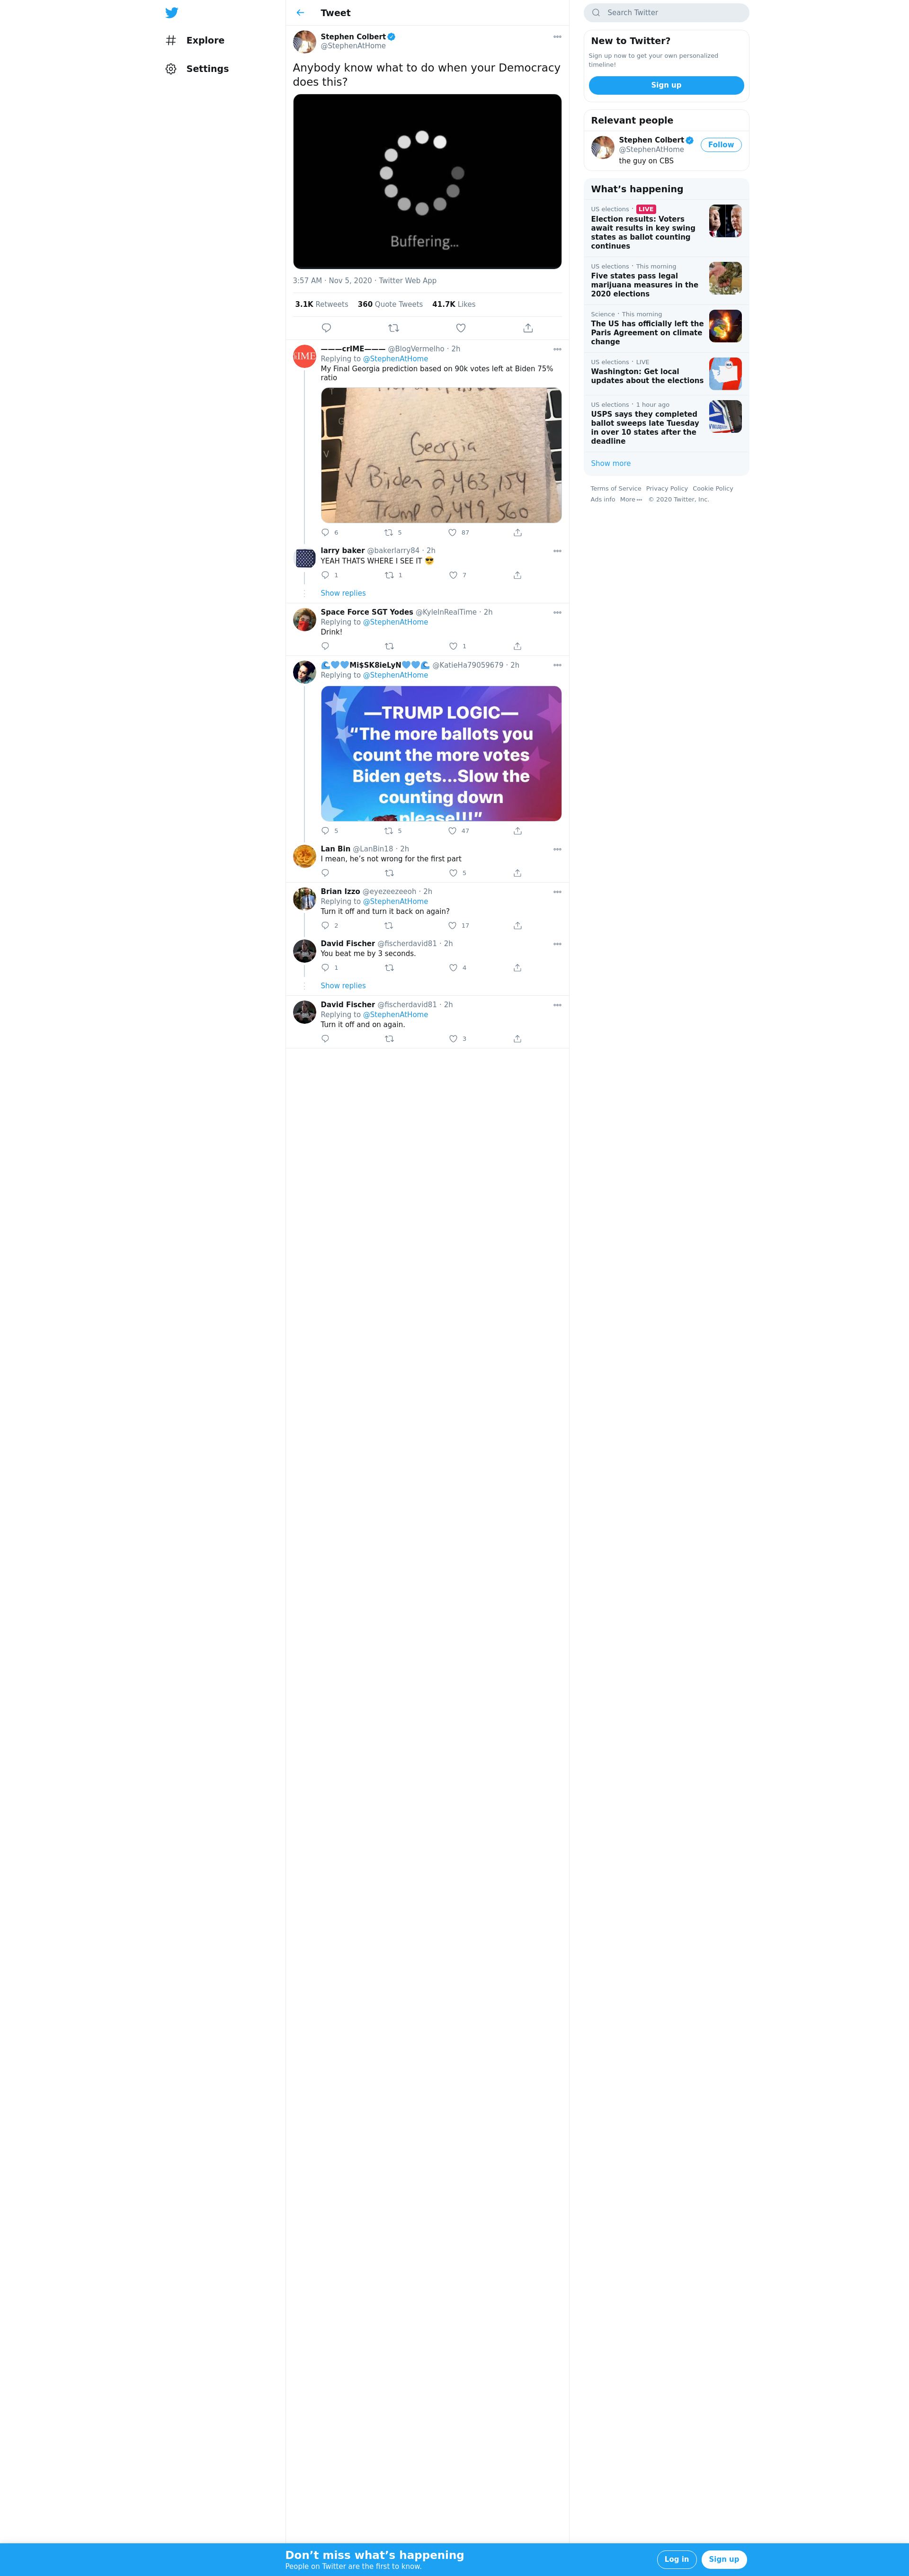 Explore
Settings
Tweet
Stephen Colbert
@StephenAtHome
Anybody know what to do when your Democracy
does this?
Buffering...
3:57 AM · Nov 5, 2020 · Twitter Web App
3.1K Retweets 360 Quote Tweets 41.7K Likes
GIME
———crIME——— @BlogVermelho · 2h
Replying to @StephenAtHome
My Final Georgia prediction based on 90k votes left at Biden 75%
ratio
Georgia
√ Biden 2,463,154
Trump 2,449,560
6 5 87
larry baker @bakerlarry84 · 2h
YEAH THATS WHERE I SEE IT 😎
1 1 7
Show replies
Space Force SGT Yodes @KyleInRealTime · 2h
Replying to @StephenAtHome
Drink!
1
🌊💙💙Mi$SK8ieLyN💙💙🌊 @KatieHa79059679 · 2h
Replying to @StephenAtHome
—TRUMP LOGIC—
“The more ballots you
count the more votes
Biden gets...Slow the
counting down
please!!!”
5 5 47
Lan Bin @LanBin18 · 2h
I mean, he’s not wrong for the first part
5
Brian Izzo @eyezeezeeoh · 2h
Replying to @StephenAtHome
Turn it off and turn it back on again?
2 17
David Fischer @fischerdavid81 · 2h
You beat me by 3 seconds.
1 4
Show replies
David Fischer @fischerdavid81 · 2h
Replying to @StephenAtHome
Turn it off and on again.
3
Search Twitter
New to Twitter?
Sign up now to get your own personalized
timeline!
Sign up
Relevant people
Stephen Colbert
@StephenAtHome
Follow
the guy on CBS
What’s happening
US elections · LIVE
Election results: Voters
await results in key swing
states as ballot counting
continues
US elections · This morning
Five states pass legal
marijuana measures in the
2020 elections
Science · This morning
The US has officially left the
Paris Agreement on climate
change
US elections · LIVE
Washington: Get local
updates about the elections
US elections · 1 hour ago
USPS says they completed
ballot sweeps late Tuesday
in over 10 states after the
deadline
Show more
Terms of Service Privacy Policy Cookie Policy
Ads info More ··· © 2020 Twitter, Inc.
Don’t miss what’s happening
People on Twitter are the first to know.
Log in
Sign up